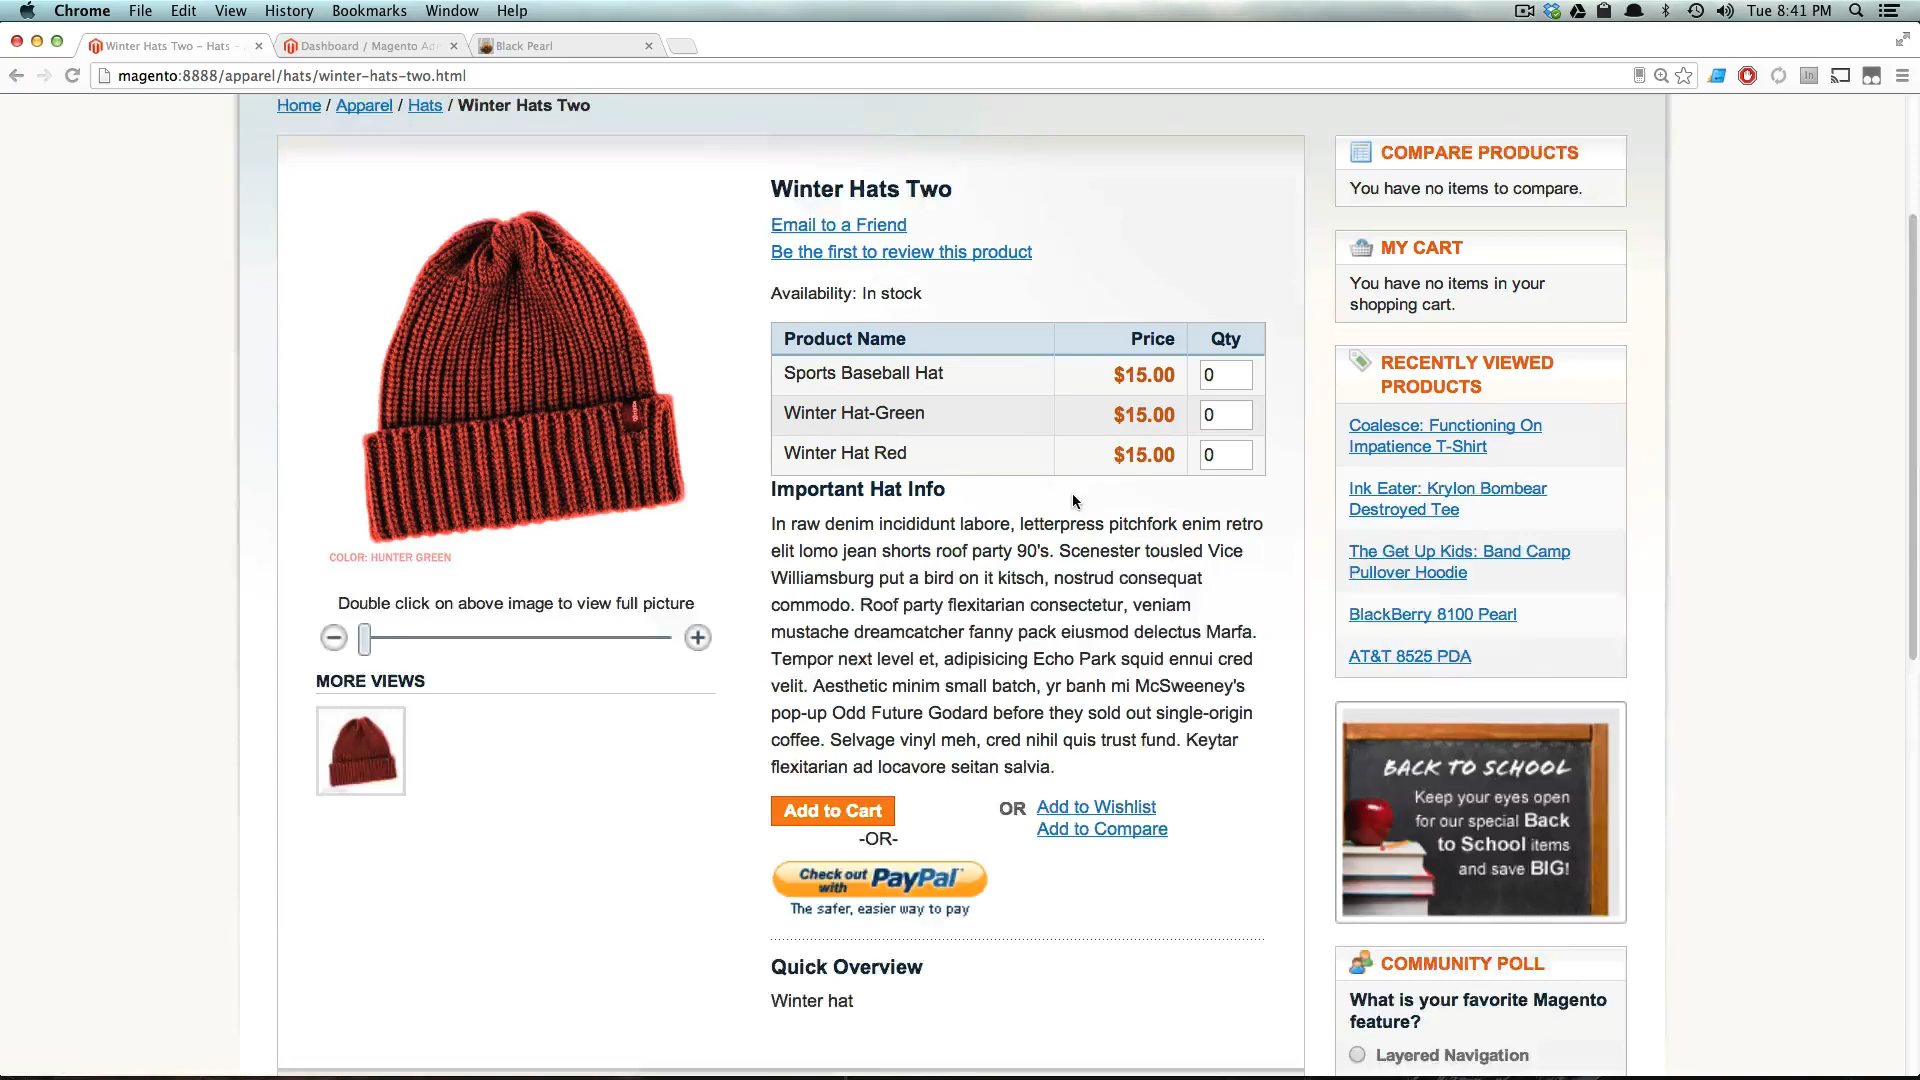 Chrome File Edit View History Bookmarks Window Help
Tue 8:41 PM
Winter Hats Two – Hats –
Dashboard / Magento Adm
Black Pearl
magento:8888/apparel/hats/winter-hats-two.html
Home / Apparel / Hats / Winter Hats Two
COLOR: HUNTER GREEN
Double click on above image to view full picture
MORE VIEWS
Winter Hats Two
Email to a Friend
Be the first to review this product
Availability: In stock
Product Name Price Qty
Sports Baseball Hat $15.00 0
Winter Hat-Green $15.00 0
Winter Hat Red $15.00 0
Important Hat Info
In raw denim incididunt labore, letterpress pitchfork enim retro
elit lomo jean shorts roof party 90's. Scenester tousled Vice
Williamsburg put a bird on it kitsch, nostrud consequat
commodo. Roof party flexitarian consectetur, veniam
mustache dreamcatcher fanny pack eiusmod delectus Marfa.
Tempor next level et, adipisicing Echo Park squid ennui cred
velit. Aesthetic minim small batch, yr banh mi McSweeney's
pop-up Odd Future Godard before they sold out single-origin
coffee. Selvage vinyl meh, cred nihil quis trust fund. Keytar
flexitarian ad locavore seitan salvia.
Add to Cart OR Add to Wishlist
Add to Compare
-OR-
Check out with PayPal
The safer, easier way to pay
Quick Overview
Winter hat
COMPARE PRODUCTS
You have no items to compare.
MY CART
You have no items in your
shopping cart.
RECENTLY VIEWED
PRODUCTS
Coalesce: Functioning On
Impatience T-Shirt
Ink Eater: Krylon Bombear
Destroyed Tee
The Get Up Kids: Band Camp
Pullover Hoodie
BlackBerry 8100 Pearl
AT&T 8525 PDA
BACK TO SCHOOL
Keep your eyes open
for our special Back
to School items
and save BIG!
COMMUNITY POLL
What is your favorite Magento
feature?
Layered Navigation